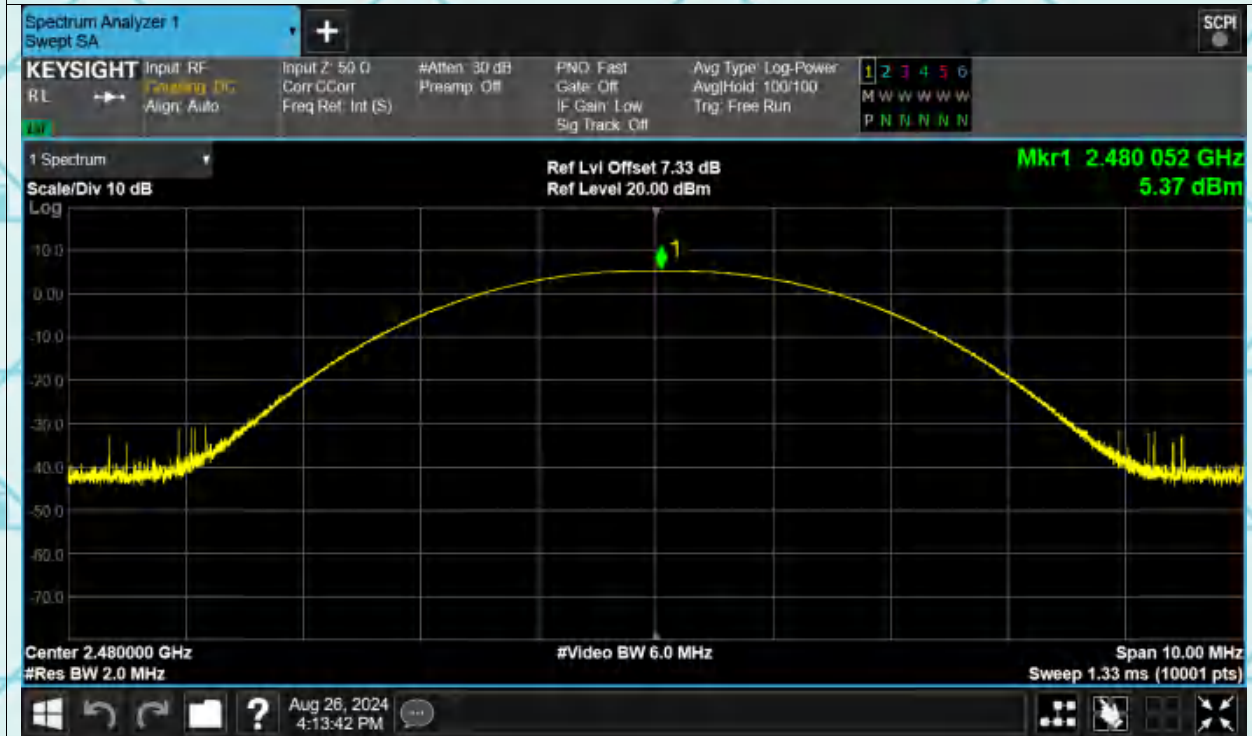 Spectrum Analyzer 1
Swept SA
+
SCPI
KEYSIGHT Input: RF
RL Coupling: DC
Align: Auto
Input Z: 50 Ω
Corr CCorr
Freq Ref: Int (S)
#Atten: 30 dB
Preamp: Off
PNO: Fast
Gate: Off
IF Gain: Low
Sig Track: Off
Avg Type: Log-Power
Avg|Hold: 100/100
Trig: Free Run
1 2 3 4 5 6
M W W W W W
P N N N N N
1 Spectrum
Scale/Div 10 dB
Log
Ref Lvl Offset 7.33 dB
Ref Level 20.00 dBm
Mkr1 2.480 052 GHz
5.37 dBm
1
10.0
0.00
-10.0
-20.0
-30.0
-40.0
-50.0
-60.0
-70.0
Center 2.480000 GHz
#Res BW 2.0 MHz
#Video BW 6.0 MHz
Span 10.00 MHz
Sweep 1.33 ms (10001 pts)
?
Aug 26, 2024
4:13:42 PM